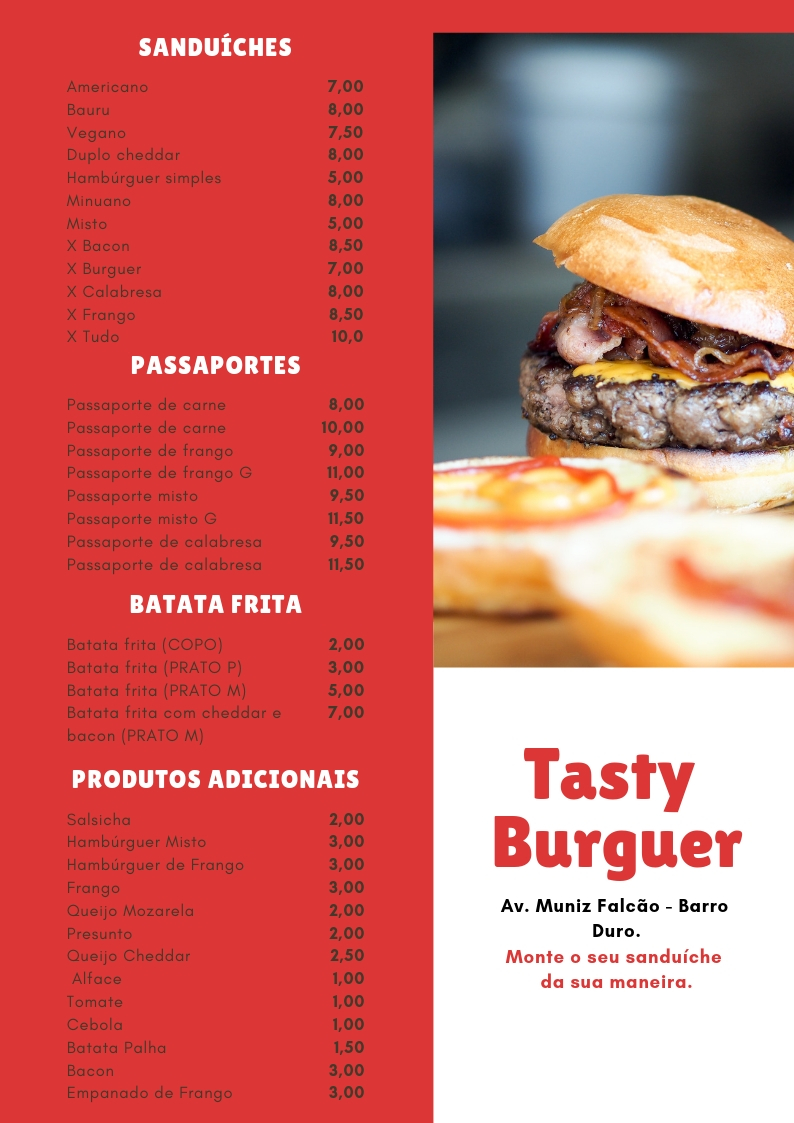 SANDUÍCHES
Americano 7,00
Bauru 8,00
Vegano 7,50
Duplo cheddar 8,00
Hambúrguer simples 5,00
Minuano 8,00
Misto 5,00
X Bacon 8,50
X Burguer 7,00
X Calabresa 8,00
X Frango 8,50
X Tudo 10,0
PASSAPORTES
Passaporte de carne 8,00
Passaporte de carne 10,00
Passaporte de frango 9,00
Passaporte de frango G 11,00
Passaporte misto 9,50
Passaporte misto G 11,50
Passaporte de calabresa 9,50
Passaporte de calabresa 11,50
BATATA FRITA
Batata frita (COPO) 2,00
Batata frita (PRATO P) 3,00
Batata frita (PRATO M) 5,00
Batata frita com cheddar e 7,00
bacon (PRATO M)
PRODUTOS ADICIONAIS
Salsicha 2,00
Hambúrguer Misto 3,00
Hambúrguer de Frango 3,00
Frango 3,00
Queijo Mozarela 2,00
Presunto 2,00
Queijo Cheddar 2,50
Alface 1,00
Tomate 1,00
Cebola 1,00
Batata Palha 1,50
Bacon 3,00
Empanado de Frango 3,00
Tasty
Burguer
Av. Muniz Falcão - Barro
Duro.
Monte o seu sanduíche
da sua maneira.